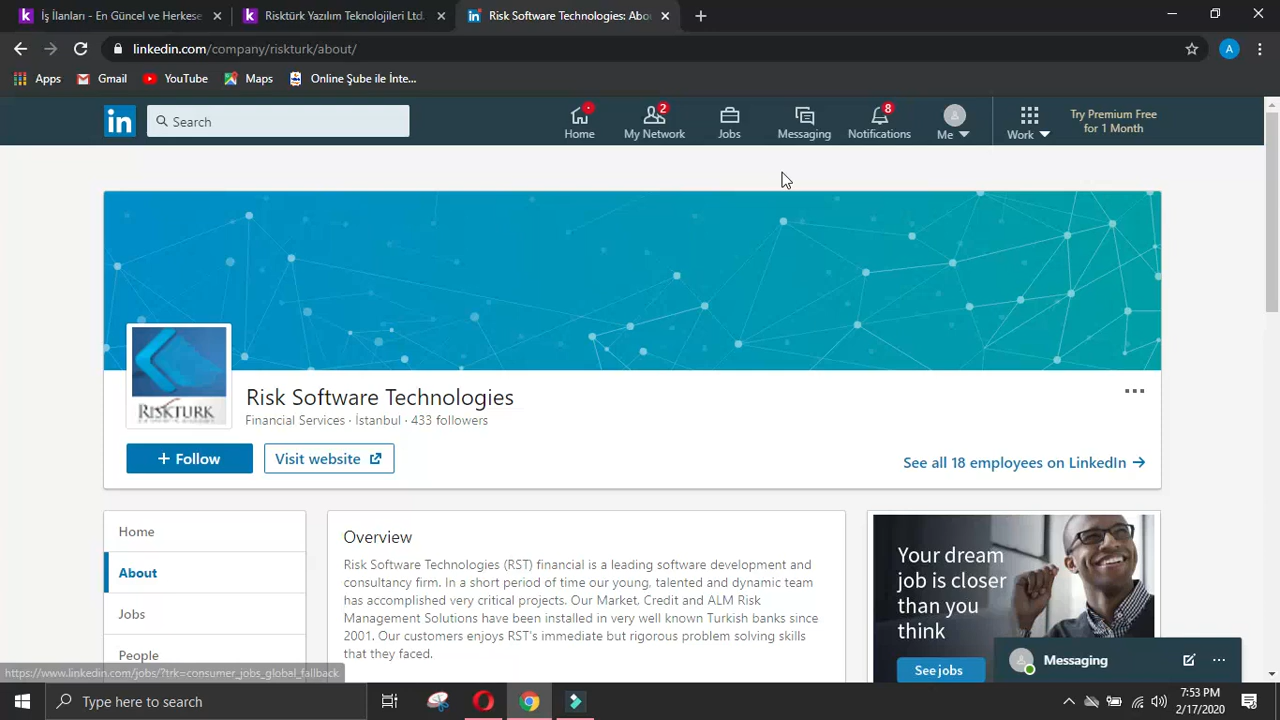 İş İlanları - En Güncel ve Herkese
Risktürk Yazılım Teknolojileri Ltd.
Risk Software Technologies: Abo
linkedin.com/company/riskturk/about/
A
Apps
Gmail
YouTube
Maps
Online Şube ile İnte...
in
Search
Home
2
My Network
Jobs
Messaging
8
Notifications
Me
Work
Try Premium Free
for 1 Month
RISKTURK
Risk Software Technologies
Financial Services · İstanbul · 433 followers
+ Follow
Visit website
See all 18 employees on LinkedIn →
Home
About
Jobs
People
Overview
Risk Software Technologies (RST) financial is a leading software development and
consultancy firm. In a short period of time our young, talented and dynamic team
has accomplished very critical projects. Our Market, Credit and ALM Risk
Management Solutions have been installed in very well known Turkish banks since
2001. Our customers enjoys RST's immediate but rigorous problem solving skills
that they faced.
Your dream
job is closer
than you
think
See jobs
Messaging
https://www.linkedin.com/jobs/?trk=consumer_jobs_global_fallback
Type here to search
7:53 PM
2/17/2020